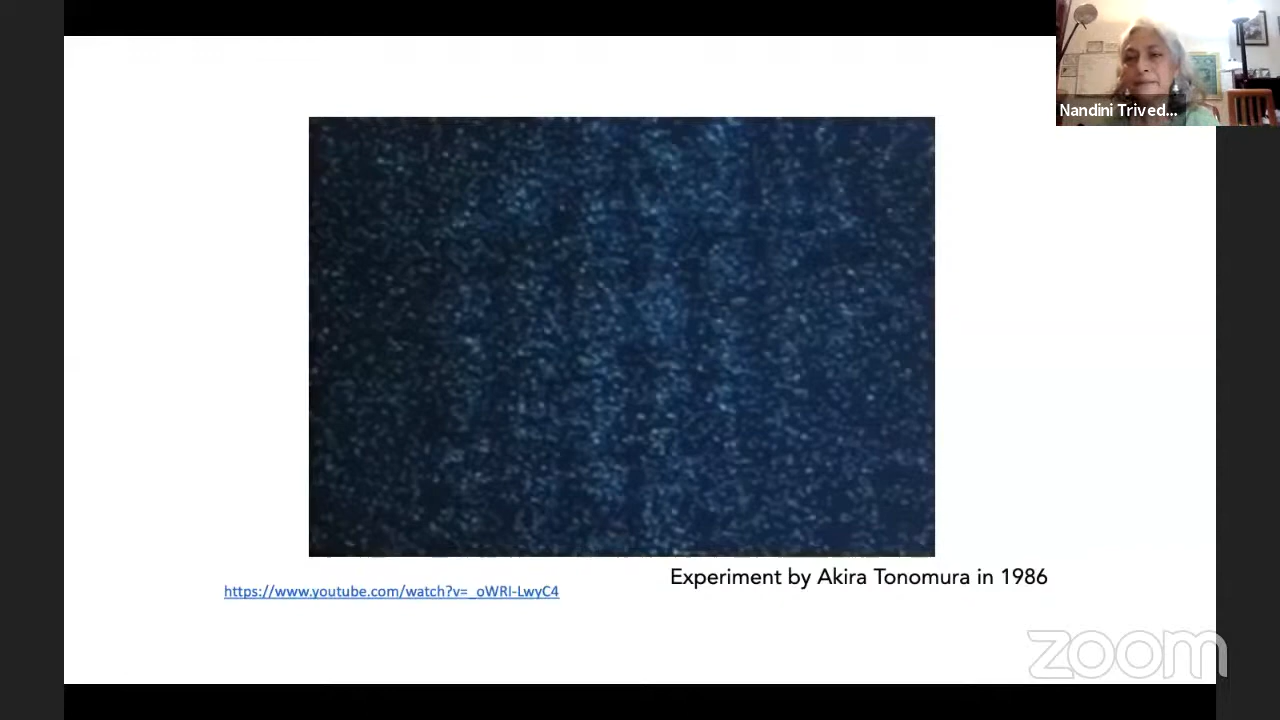 Nandini Trived...
Experiment by Akira Tonomura in 1986
https://www.youtube.com/watch?v=_oWRI-LwyC4
zoom